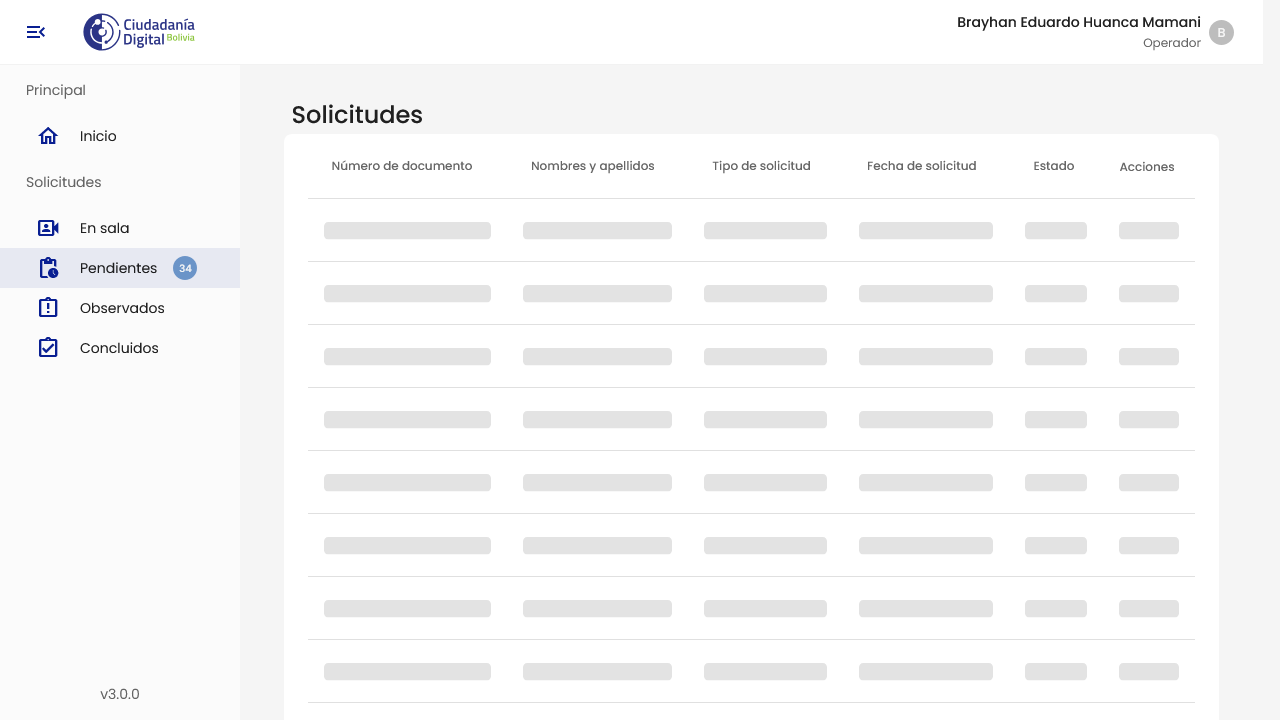 Ciudadanía
Digital Bolivia
Brayhan Eduardo Huanca Mamani
Operador
B
Principal
Inicio
Solicitudes
En sala
Pendientes 34
Observados
Concluidos
v3.0.0
Solicitudes
Número de documento Nombres y apellidos Tipo de solicitud Fecha de solicitud Estado Acciones